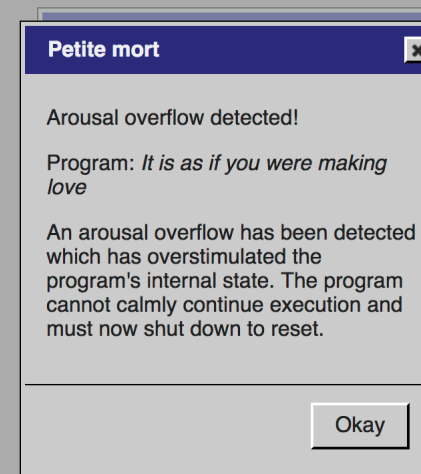 Petite mort
Arousal overflow detected!
Program: It is as if you were making
love
An arousal overflow has been detected
which has overstimulated the
program's internal state. The program
cannot calmly continue execution and
must now shut down to reset.
Okay